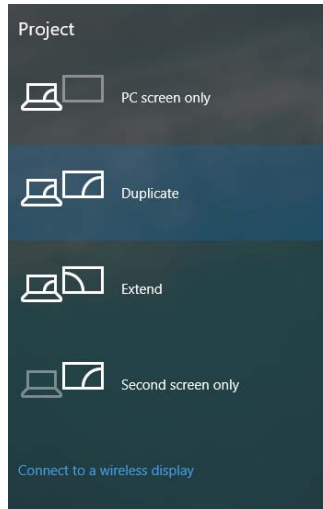 Project
PC screen only
Duplicate
Extend
Second screen only
Connect to a wireless display